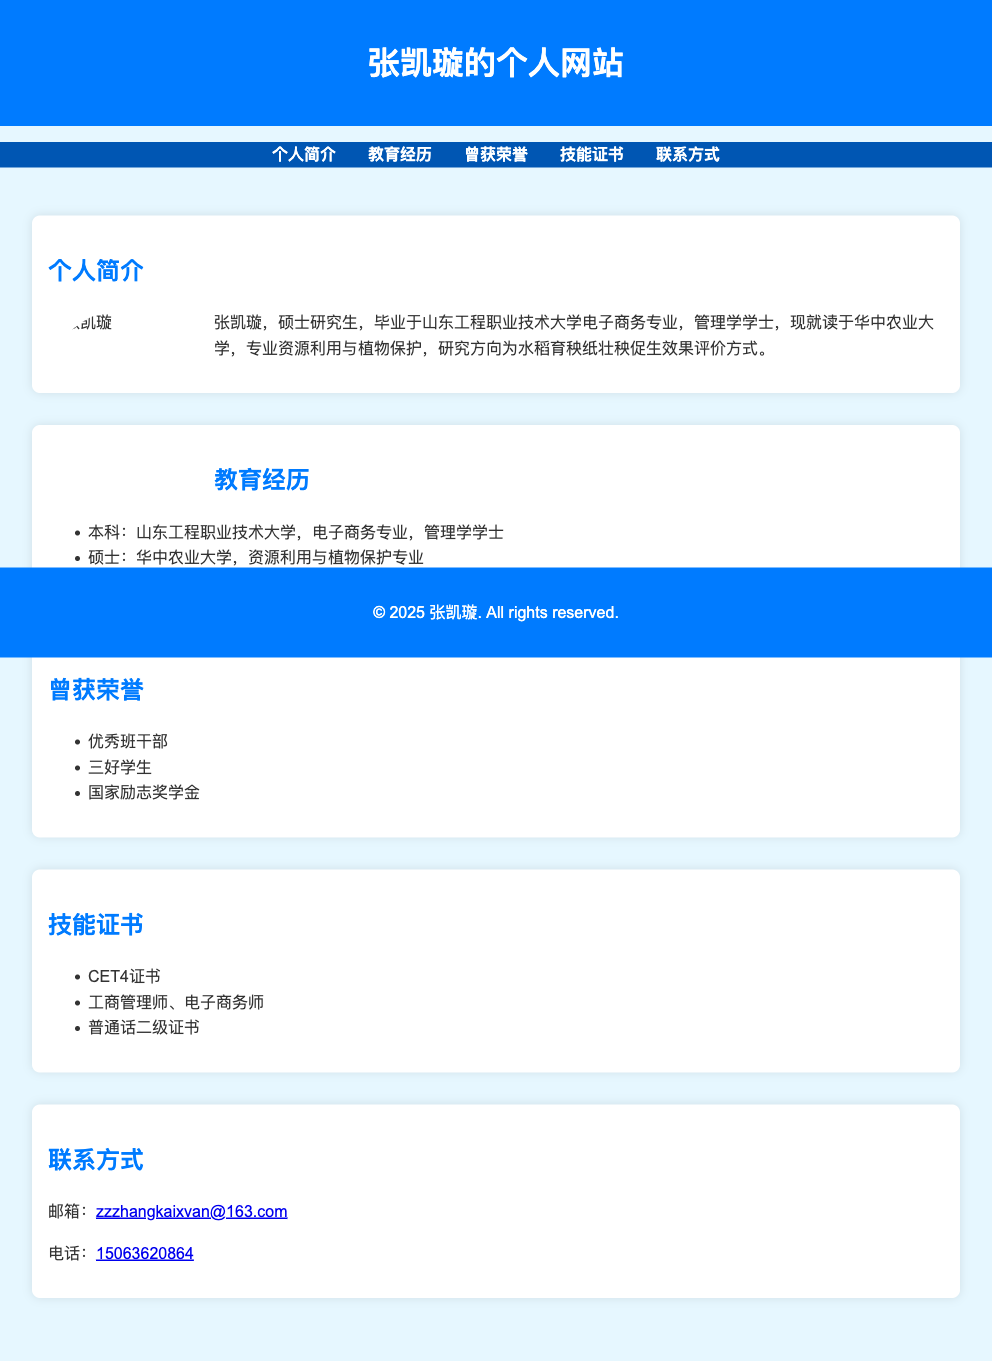 张凯璇的个人网站
个人简介 教育经历 曾获荣誉 技能证书 联系方式
个人简介
凯璇
张凯璇，硕士研究生，毕业于山东工程职业技术大学电子商务专业，管理学学士，现就读于华中农业大
学，专业资源利用与植物保护，研究方向为水稻育秧纸壮秧促生效果评价方式。
教育经历
• 本科：山东工程职业技术大学，电子商务专业，管理学学士
• 硕士：华中农业大学，资源利用与植物保护专业
© 2025 张凯璇. All rights reserved.
曾获荣誉
• 优秀班干部
• 三好学生
• 国家励志奖学金
技能证书
• CET4证书
• 工商管理师、电子商务师
• 普通话二级证书
联系方式
邮箱：zzzhangkaixvan@163.com
电话：15063620864